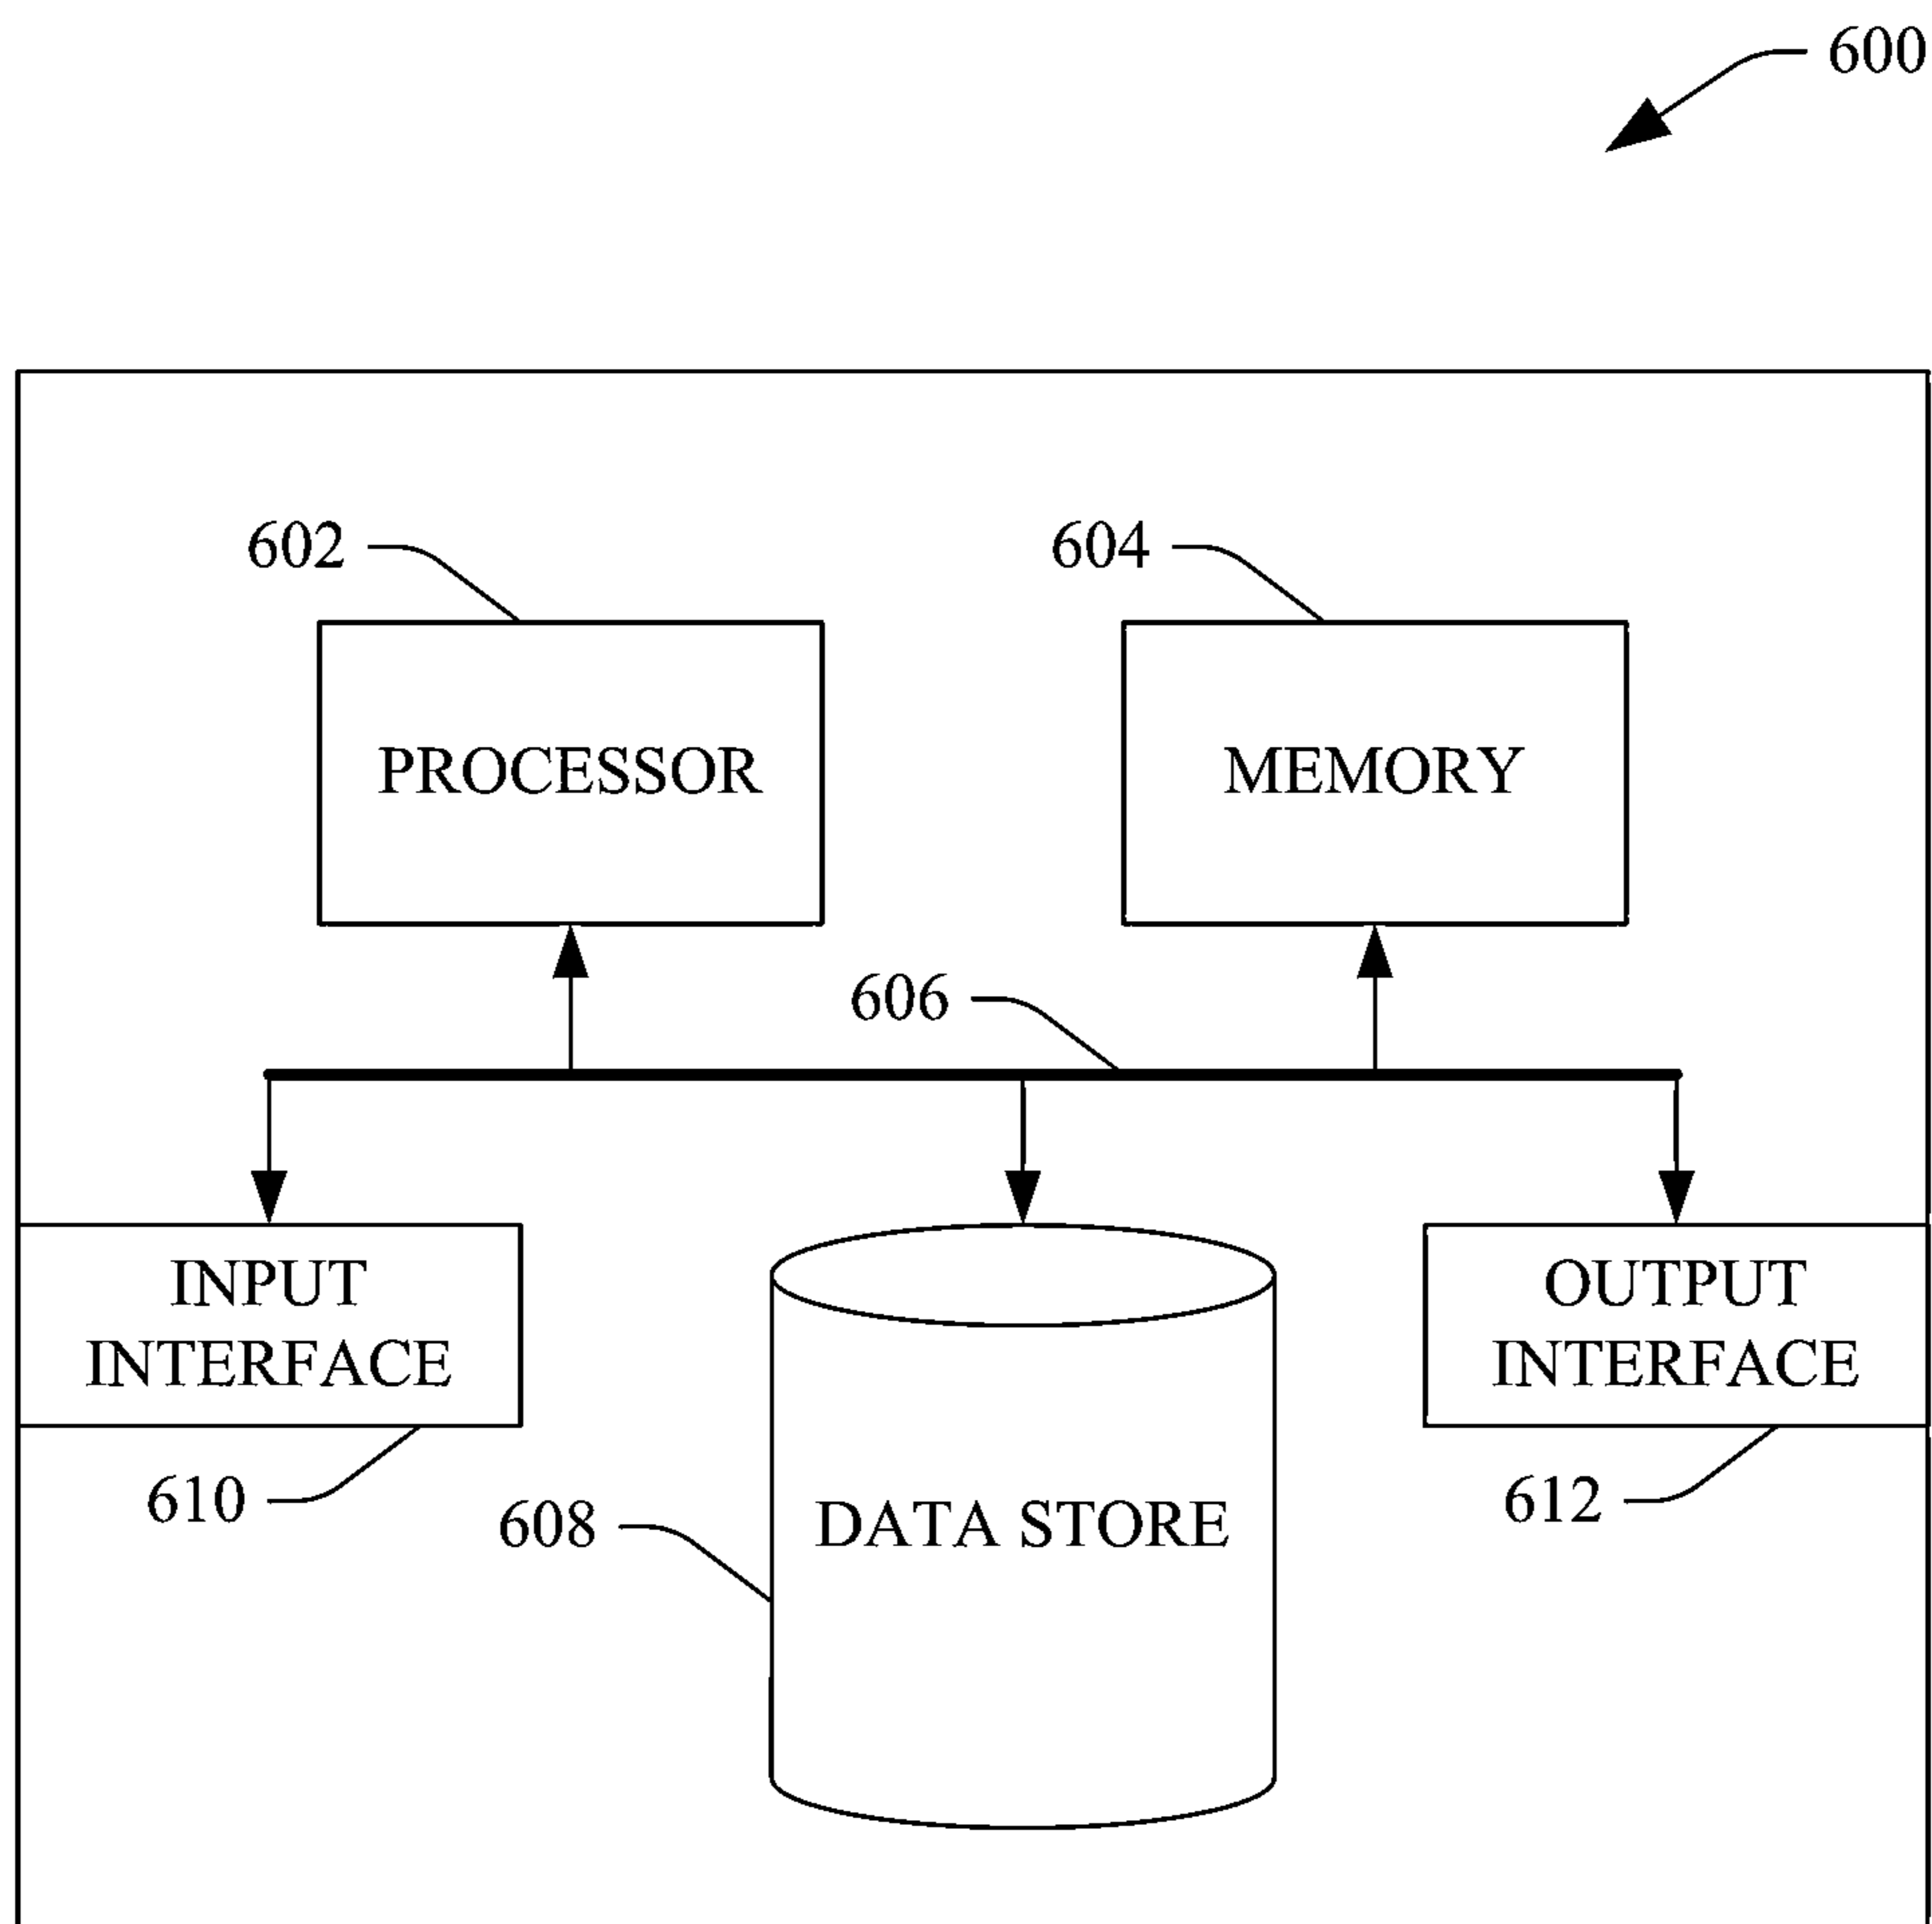 600
602
604
PROCESSOR
MEMORY
606
INPUT
INTERFACE
OUTPUT
INTERFACE
610
608
DATA STORE
612